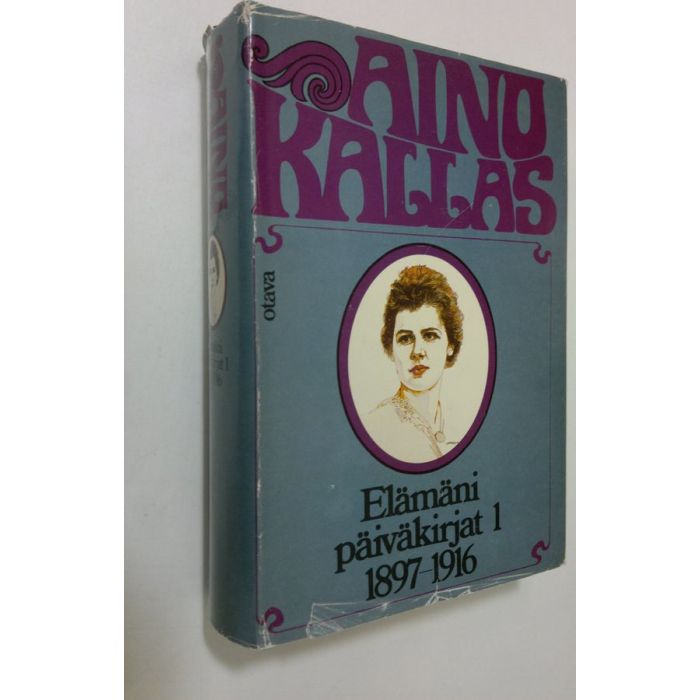 AINO
KALLAS
otava
Elämäni
päiväkirjat 1
1897-1916